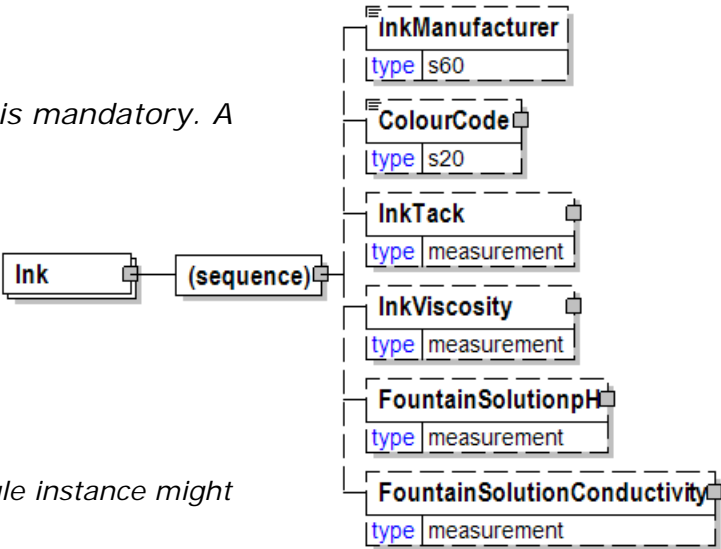 InkManufacturer
type s60
is mandatory. A
ColourCode
type s20
InkTack
type measurement
Ink
(sequence)
InkViscosity
type measurement
FountainSolutionpH
type measurement
le instance might
FountainSolutionConductivity
type measurement